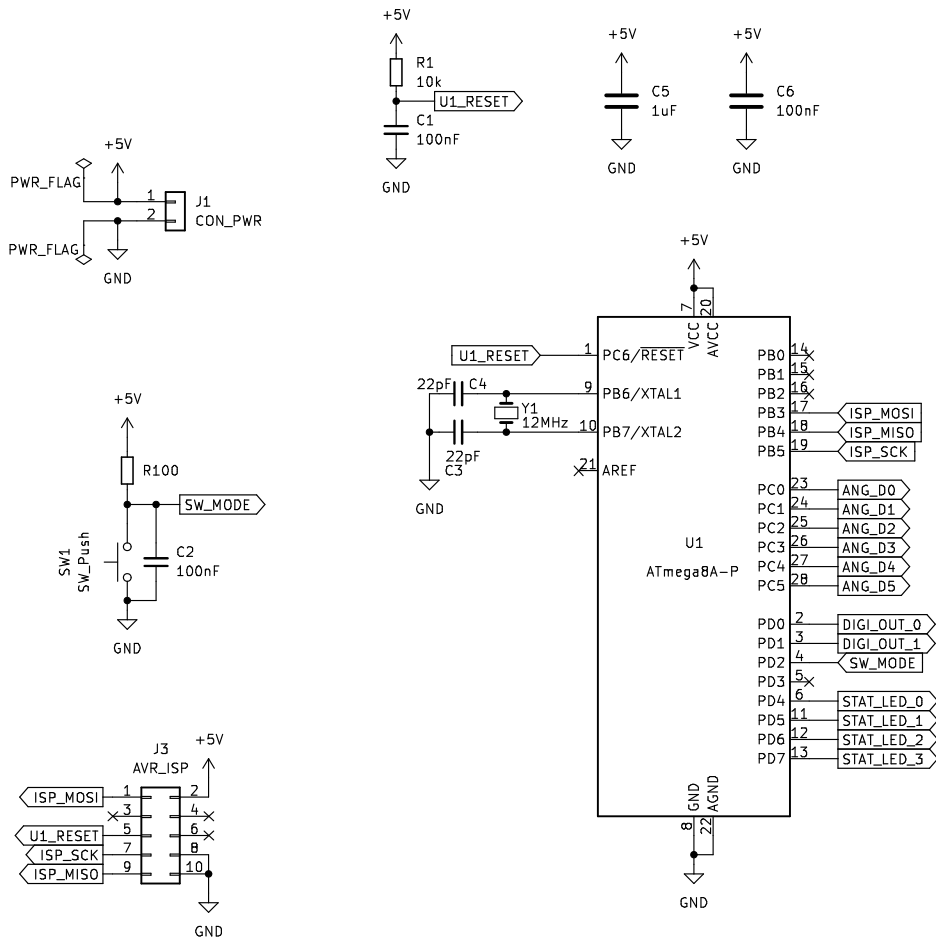 +5V
R1
10k
U1_RESET
C1
100nF
GND
+5V
C5
1uF
GND
+5V
C6
100nF
GND
+5V
PWR_FLAG
1
2
J1
CON_PWR
PWR_FLAG
GND
+5V
7
20
VCC
AVCC
U1_RESET
1
PC6/RESET
22pF
C4
9
PB6/XTAL1
Y1
12MHz
10
PB7/XTAL2
22pF
C3
21
AREF
GND
PB0
14
PB1
15
PB2
16
PB3
17
ISP_MOSI
PB4
18
ISP_MISO
PB5
19
ISP_SCK
PC0
23
ANG_D0
PC1
24
ANG_D1
PC2
25
ANG_D2
PC3
26
ANG_D3
PC4
27
ANG_D4
PC5
28
ANG_D5
U1
ATmega8A-P
PD0
2
DIGI_OUT_0
PD1
3
DIGI_OUT_1
PD2
4
SW_MODE
PD3
5
PD4
6
STAT_LED_0
PD5
11
STAT_LED_1
PD6
12
STAT_LED_2
PD7
13
STAT_LED_3
GND
AGND
8
22
GND
+5V
R100
SW_MODE
SW1
SW_Push
C2
100nF
GND
J3
AVR_ISP
+5V
ISP_MOSI
1
2
3
4
U1_RESET
5
6
ISP_SCK
7
8
ISP_MISO
9
10
GND